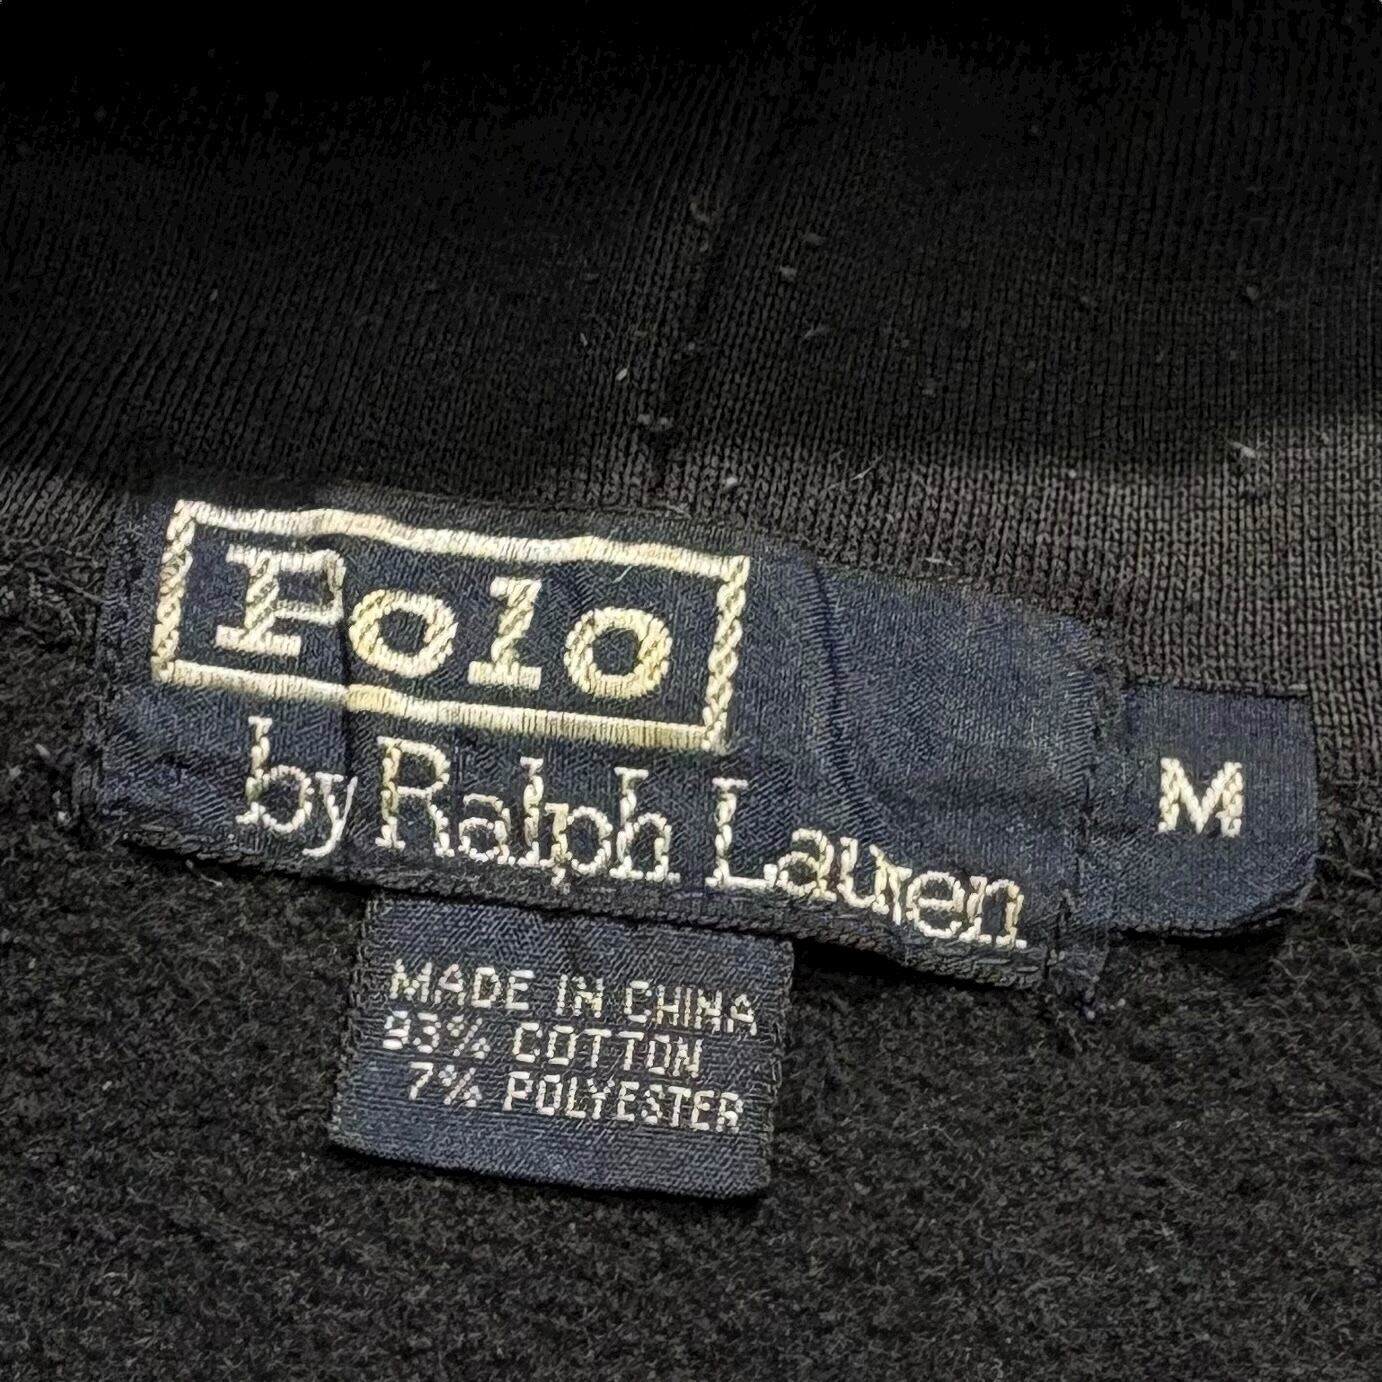 Polo
by Ralph Lauren
M
MADE IN CHINA
93% COTTON
7% POLYESTER